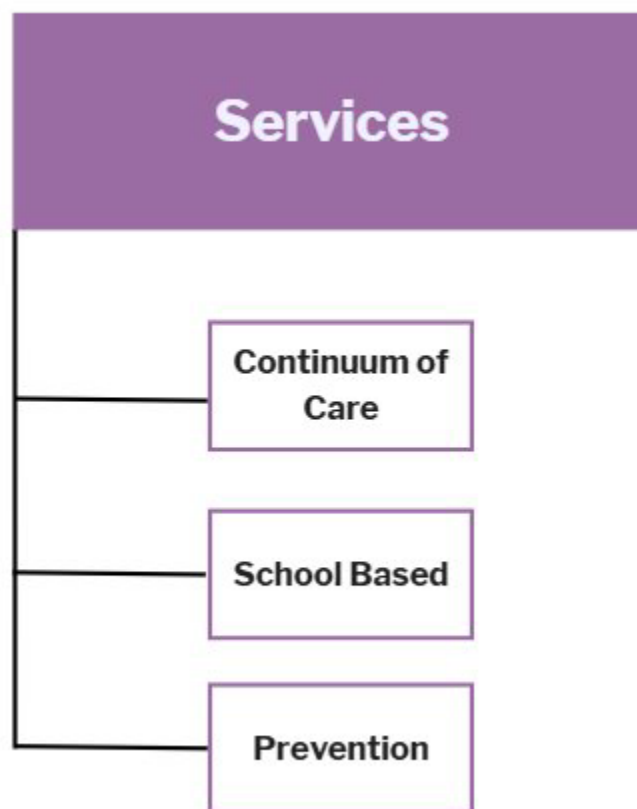 Services
Continuum of
Care
School Based
Prevention